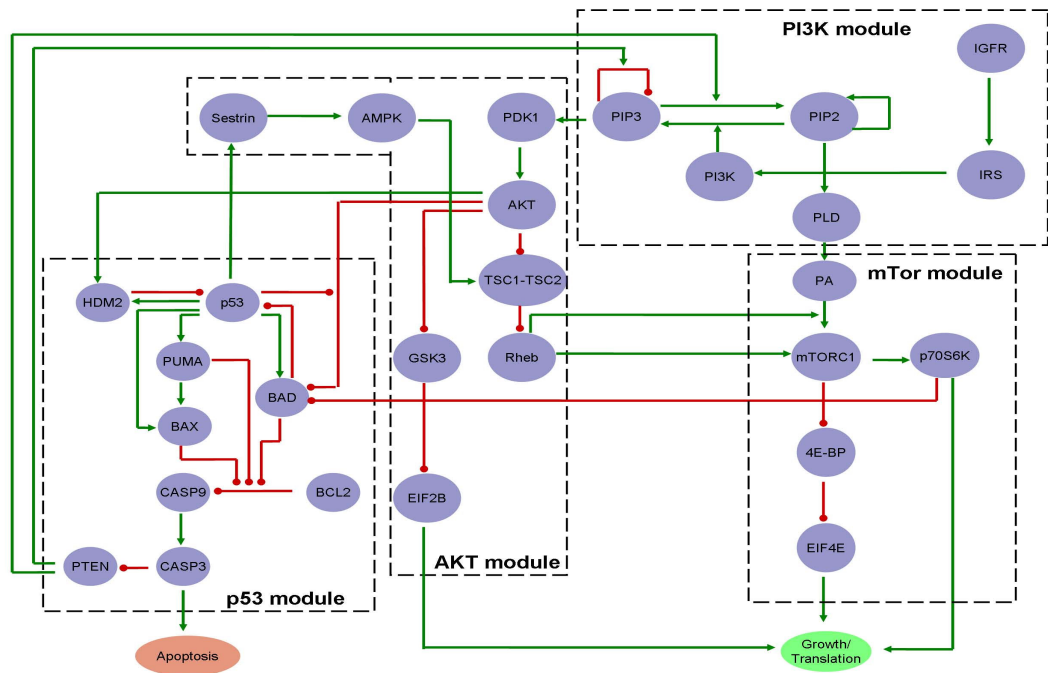 PI3K module
IGFR
Sestrin
AMPK
PDK1
PIP3
PIP2
PI3K
IRS
AKT
PLD
TSC1-TSC2
PA
mTor module
HDM2
p53
GSK3
Rheb
mTORC1
p70S6K
PUMA
BAD
BAX
4E-BP
CASP9
BCL2
EIF2B
EIF4E
PTEN
CASP3
AKT module
p53 module
Apoptosis
Growth/
Translation